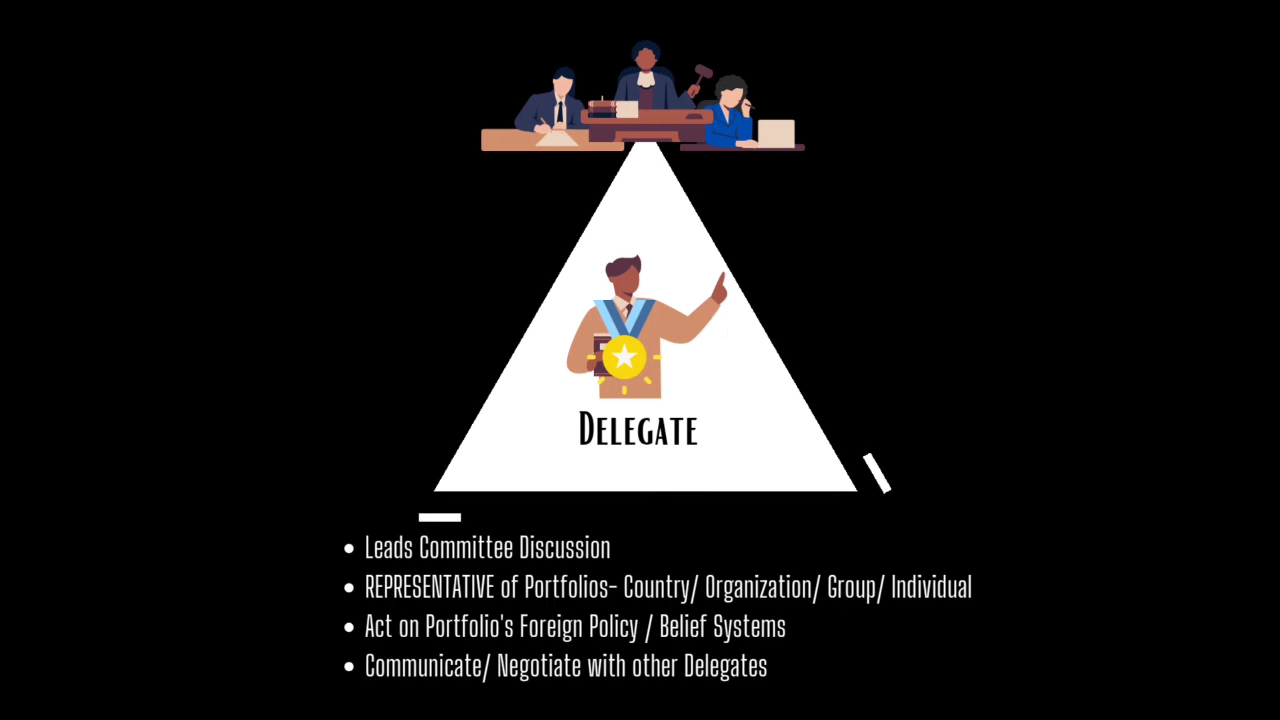 DELEGATE
Leads Committee Discussion
REPRESENTATIVE of Portfolios- Country/ Organization/ Group/ Individual
Act on Portfolio's Foreign Policy / Belief Systems
Communicate/ Negotiate with other Delegates